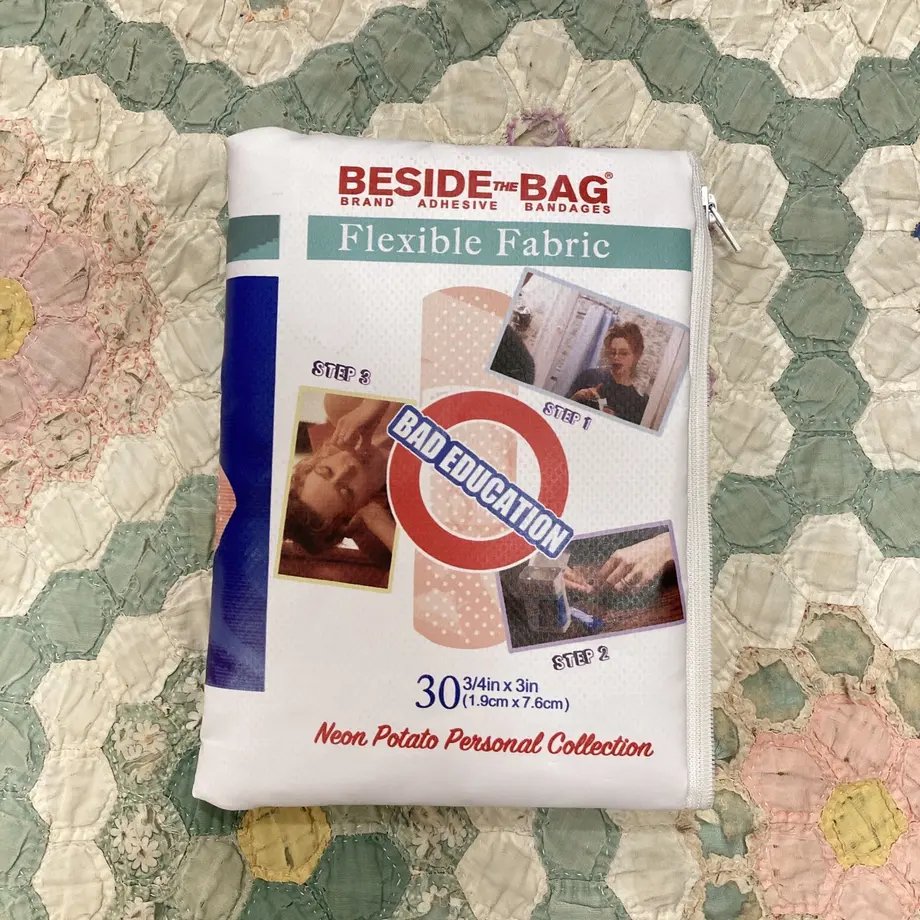 BESIDE THE BAG®
BRAND ADHESIVE BANDAGES
Flexible Fabric
STEP 3
STEP 1
BAD EDUCATION
STEP 2
30 3/4in x 3in
(1.9cm x 7.6cm)
Neon Potato Personal Collection